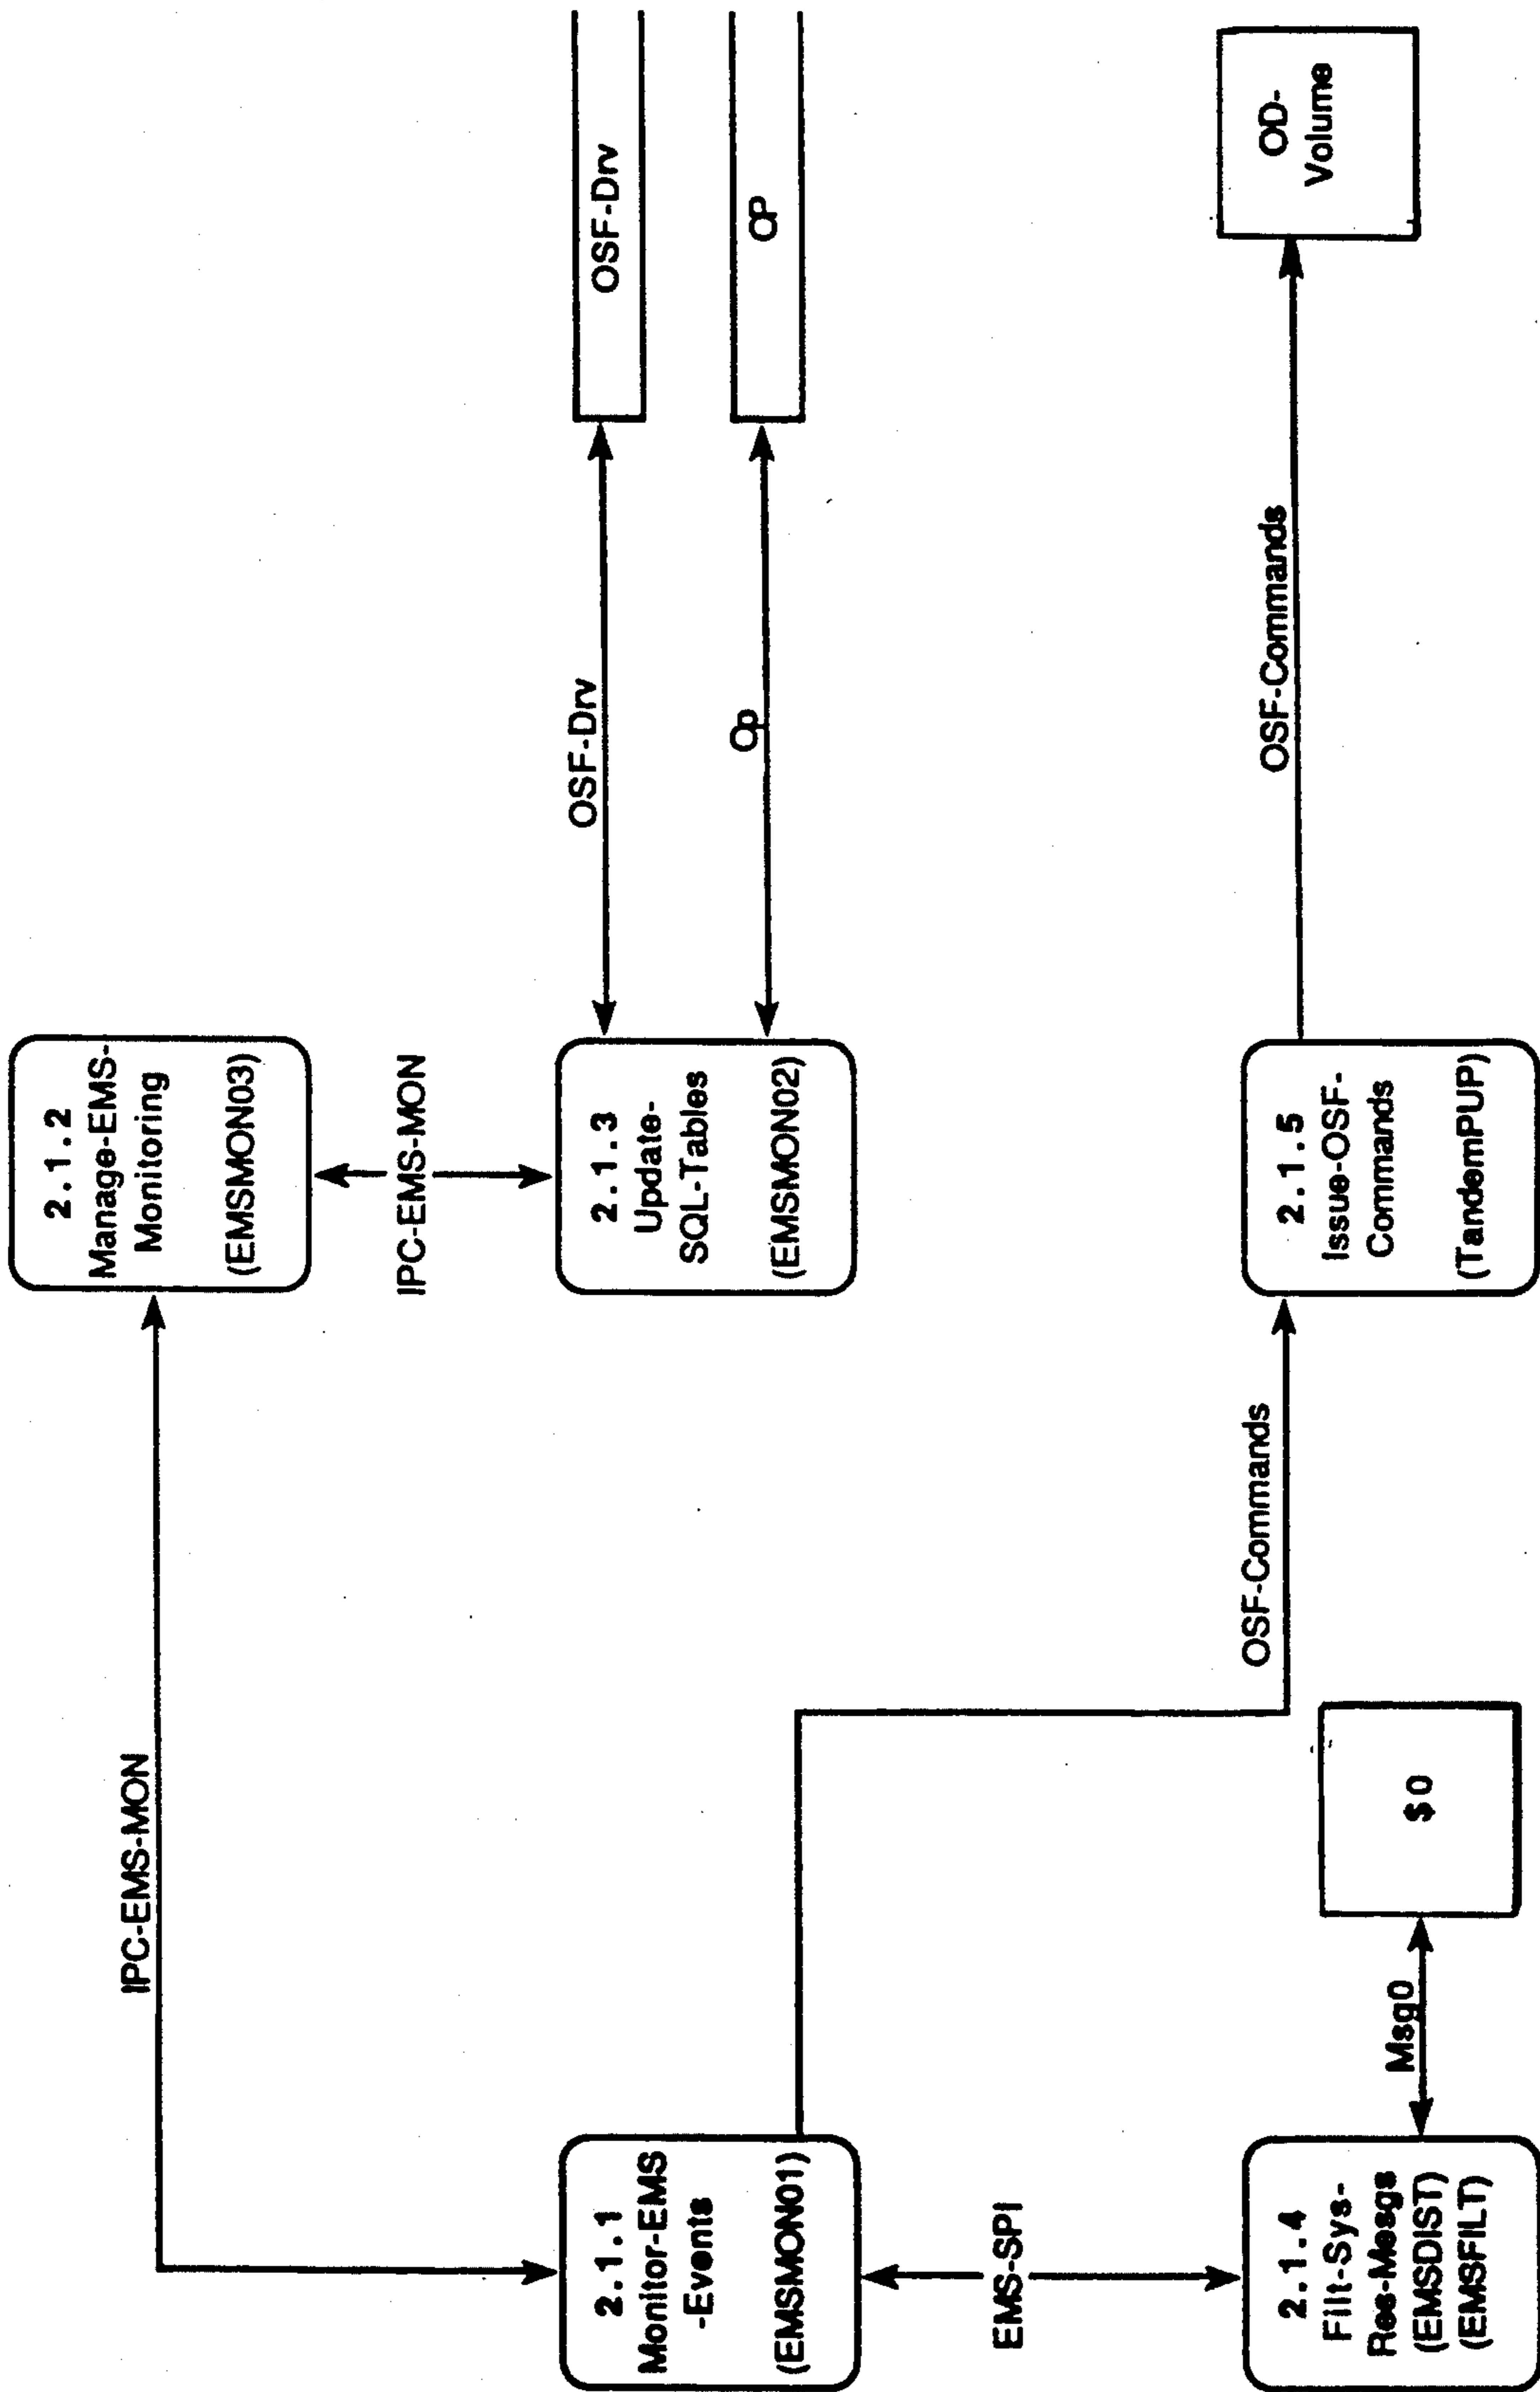 IPC-EMS-MON
2.1.2
Manage-EMS-
Monitoring
(EMSMON03)
IPC-EMS-MON
2.1.1
Monitor-EMS
-Events
(EMSMON01)
2.1.3
Update-
SQL-Tables
(EMSMON02)
OSF-Drv
OSF-Drv
Op
OP
EMS-SPI
2.1.4
Filt-Sys-
Res-Mesgs
(EMSDIST)
(EMSFILT)
Msg0
$0
OSF-Commands
2.1.5
Issue-OSF-
Commands
(TandemPUP)
OSF-Commands
OD-
Volume